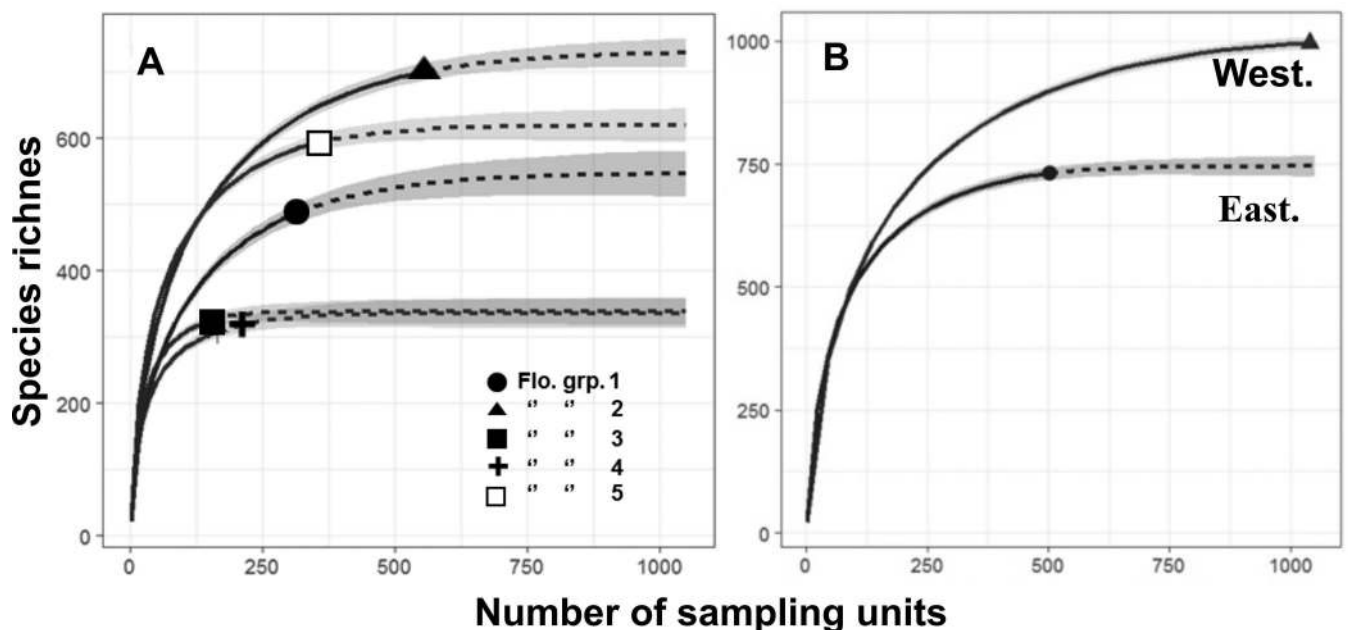 A
Species richnes
600
400
200
0
0 250 500 750 1000
Flo. grp. 1
‘’ ‘’ 2
‘’ ‘’ 3
‘’ ‘’ 4
‘’ ‘’ 5
B
1000
750
500
250
0
0 250 500 750 1000
West.
East.
Number of sampling units